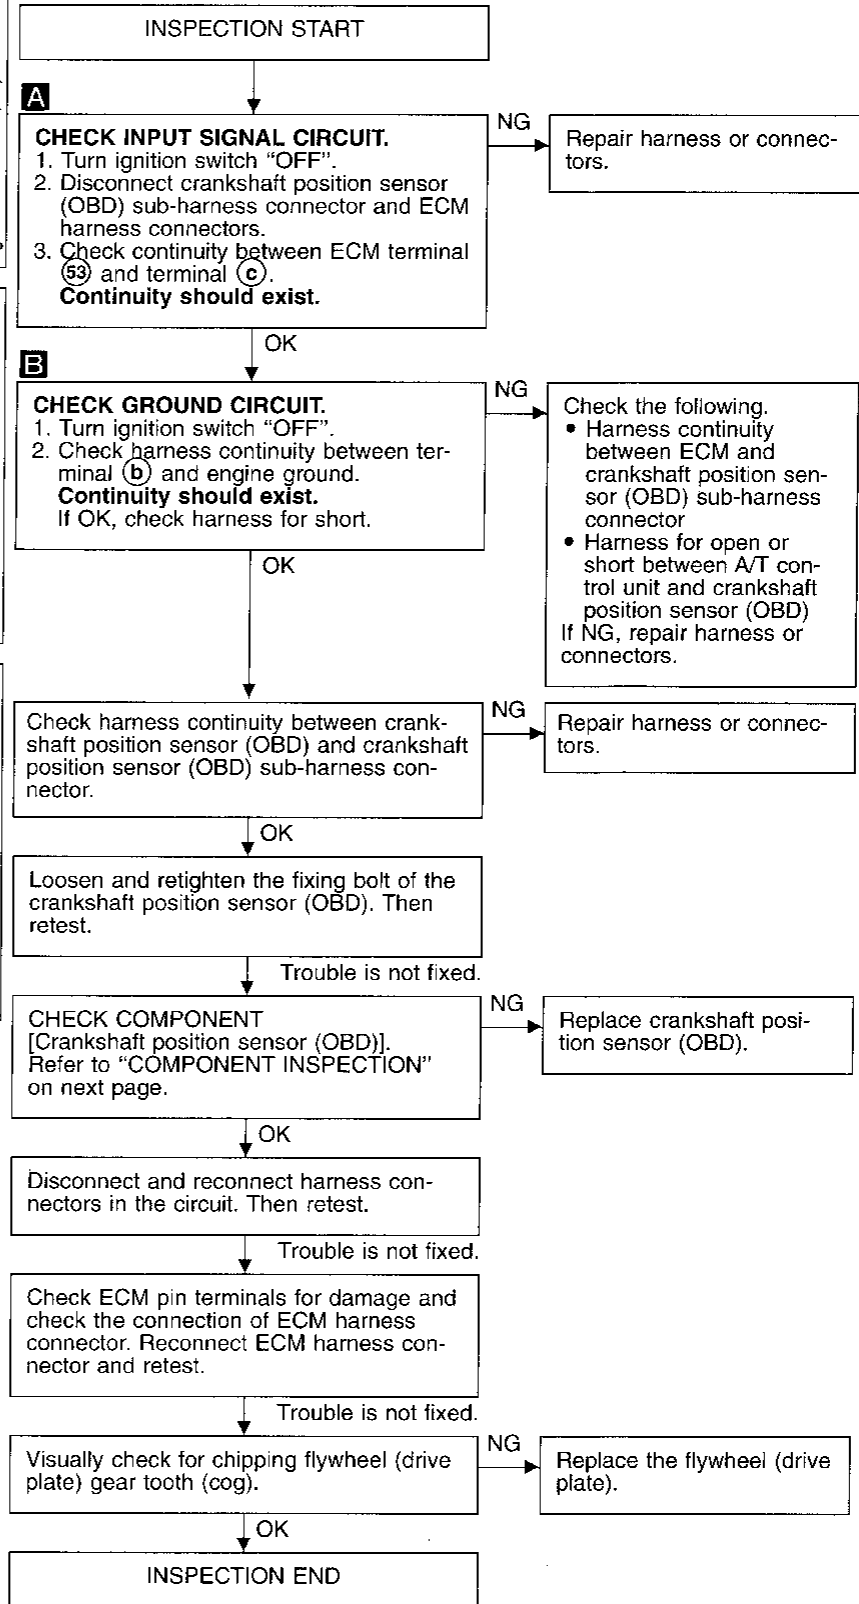 INSPECTION START
A
CHECK INPUT SIGNAL CIRCUIT.
1. Turn ignition switch “OFF”.
2. Disconnect crankshaft position sensor
(OBD) sub-harness connector and ECM
harness connectors.
3. Check continuity between ECM terminal
53 and terminal c.
Continuity should exist.
NG
Repair harness or connec-
tors.
OK
B
CHECK GROUND CIRCUIT.
1. Turn ignition switch “OFF”.
2. Check harness continuity between ter-
minal b and engine ground.
Continuity should exist.
If OK, check harness for short.
NG
Check the following.
• Harness continuity
between ECM and
crankshaft position sen-
sor (OBD) sub-harness
connector
• Harness for open or
short between A/T con-
trol unit and crankshaft
position sensor (OBD)
If NG, repair harness or
connectors.
OK
Check harness continuity between crank-
shaft position sensor (OBD) and crankshaft
position sensor (OBD) sub-harness con-
nector.
NG
Repair harness or connec-
tors.
OK
Loosen and retighten the fixing bolt of the
crankshaft position sensor (OBD). Then
retest.
Trouble is not fixed.
CHECK COMPONENT
[Crankshaft position sensor (OBD)].
Refer to “COMPONENT INSPECTION”
on next page.
NG
Replace crankshaft posi-
tion sensor (OBD).
OK
Disconnect and reconnect harness con-
nectors in the circuit. Then retest.
Trouble is not fixed.
Check ECM pin terminals for damage and
check the connection of ECM harness
connector. Reconnect ECM harness con-
nector and retest.
Trouble is not fixed.
Visually check for chipping flywheel (drive
plate) gear tooth (cog).
NG
Replace the flywheel (drive
plate).
OK
INSPECTION END